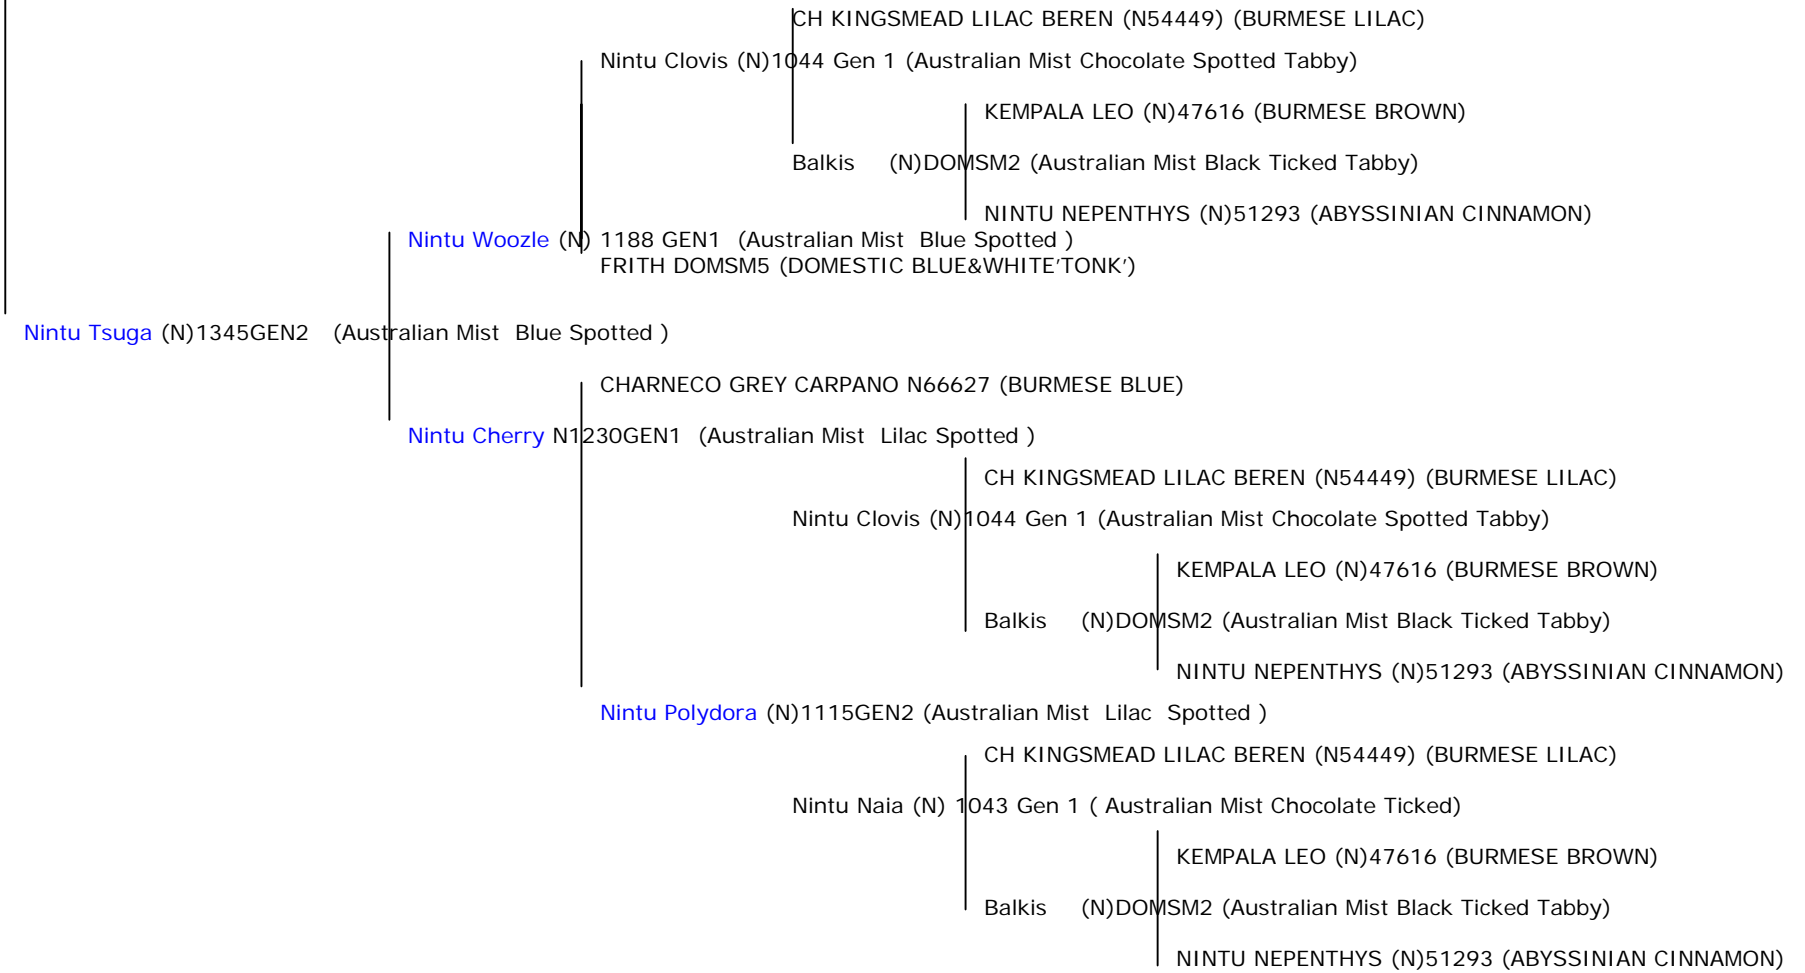 CH KINGSMEAD LILAC BEREN (N54449) (BURMESE LILAC)
Nintu Clovis (N)1044 Gen 1 (Australian Mist Chocolate Spotted Tabby)
KEMPALA LEO (N)47616 (BURMESE BROWN)
Balkis (N)DOMSM2 (Australian Mist Black Ticked Tabby)
NINTU NEPENTHYS (N)51293 (ABYSSINIAN CINNAMON)
Nintu Woozle (N) 1188 GEN1 (Australian Mist Blue Spotted )
FRITH DOMSM5 (DOMESTIC BLUE&WHITE'TONK')
Nintu Tsuga (N)1345GEN2 (Australian Mist Blue Spotted )
CHARNECO GREY CARPANO N66627 (BURMESE BLUE)
Nintu Cherry N1230GEN1 (Australian Mist Lilac Spotted )
CH KINGSMEAD LILAC BEREN (N54449) (BURMESE LILAC)
Nintu Clovis (N)1044 Gen 1 (Australian Mist Chocolate Spotted Tabby)
KEMPALA LEO (N)47616 (BURMESE BROWN)
Balkis (N)DOMSM2 (Australian Mist Black Ticked Tabby)
NINTU NEPENTHYS (N)51293 (ABYSSINIAN CINNAMON)
Nintu Polydora (N)1115GEN2 (Australian Mist Lilac Spotted )
CH KINGSMEAD LILAC BEREN (N54449) (BURMESE LILAC)
Nintu Naia (N) 1043 Gen 1 ( Australian Mist Chocolate Ticked)
KEMPALA LEO (N)47616 (BURMESE BROWN)
Balkis (N)DOMSM2 (Australian Mist Black Ticked Tabby)
NINTU NEPENTHYS (N)51293 (ABYSSINIAN CINNAMON)